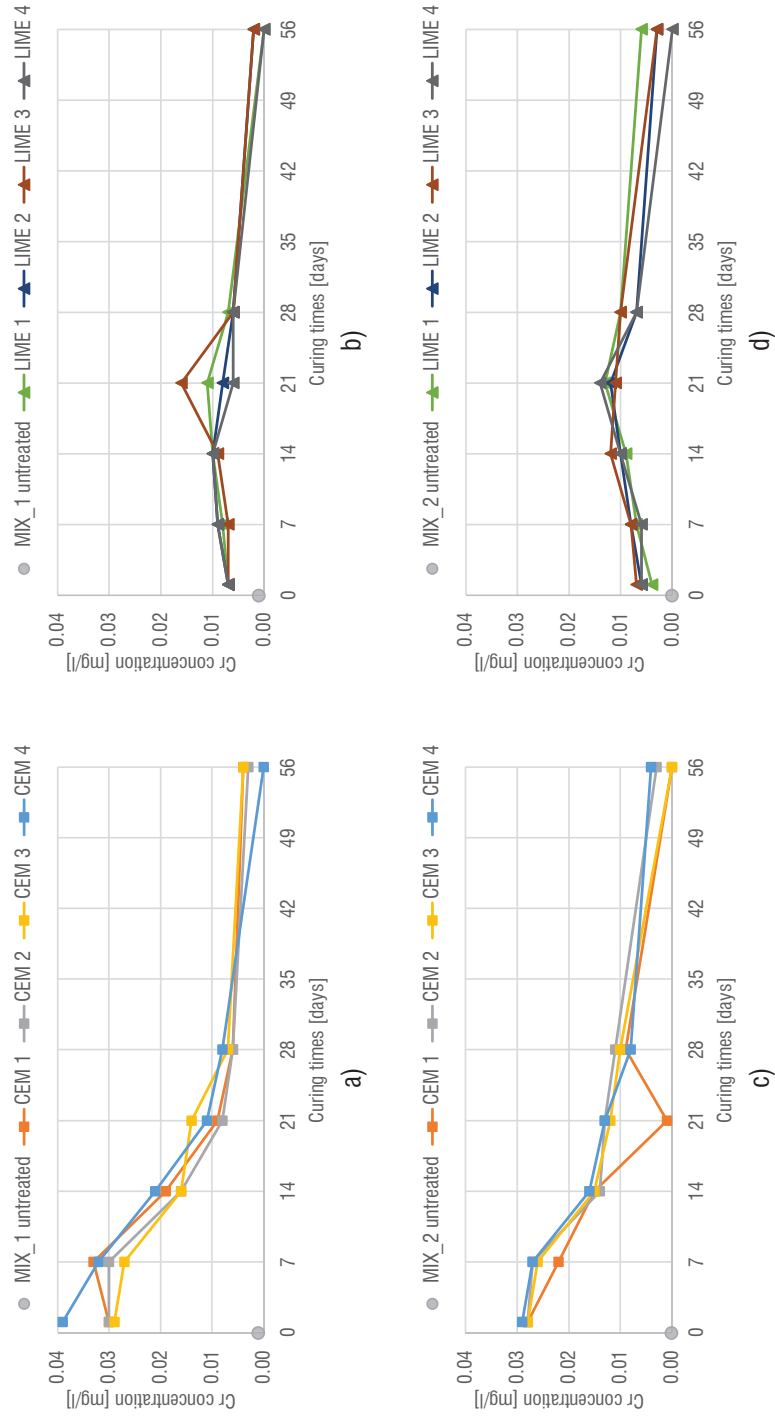 MIX_1 untreated CEM 1 CEM 2 CEM 3 CEM 4
Cr concentration [mg/l]
0.04
0.03
0.02
0.01
0.00
0 7 14 21 28 35 42 49 56
Curing times [days]
a)
MIX_1 untreated LIME 1 LIME 2 LIME 3 LIME 4
Cr concentration [mg/l]
0.04
0.03
0.02
0.01
0.00
0 7 14 21 28 35 42 49 56
Curing times [days]
b)
MIX_2 untreated CEM 1 CEM 2 CEM 3 CEM 4
Cr concentration [mg/l]
0.04
0.03
0.02
0.01
0.00
0 7 14 21 28 35 42 49 56
Curing times [days]
c)
MIX_2 untreated LIME 1 LIME 2 LIME 3 LIME 4
Cr concentration [mg/l]
0.04
0.03
0.02
0.01
0.00
0 7 14 21 28 35 42 49 56
Curing times [days]
d)